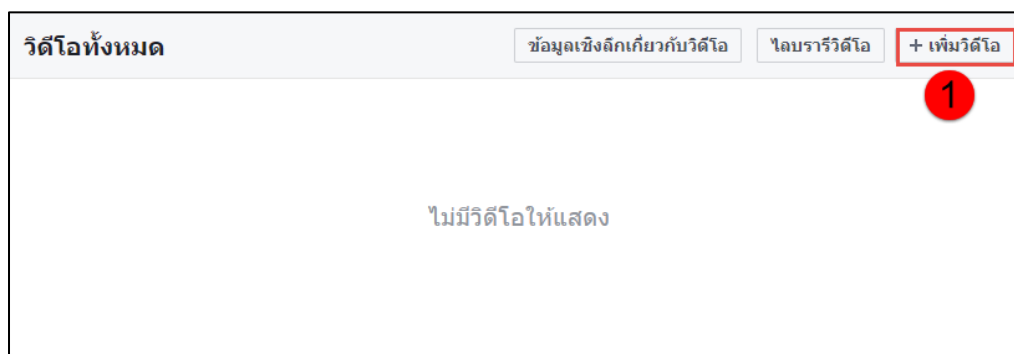 วิดีโอทั้งหมด ข้อมูลเชิงลึกเกี่ยวกับวิดีโอ ไลบรารีวิดีโอ + เพิ่มวิดีโอ
1
ไม่มีวิดีโอให้แสดง